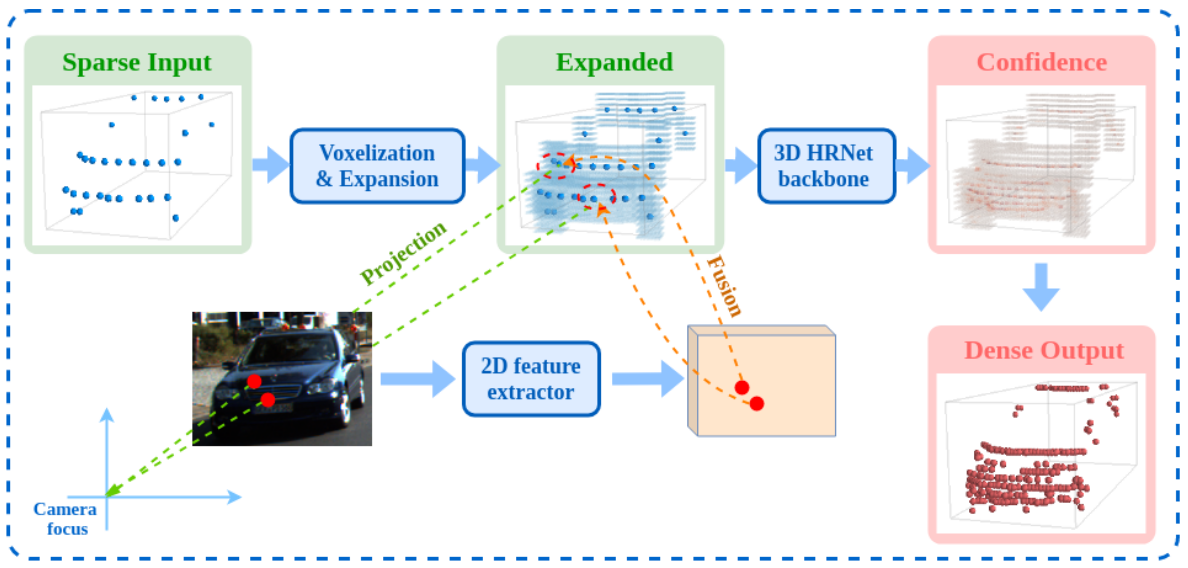 Sparse Input
Expanded
Confidence
Voxelization
& Expansion
3D HRNet
backbone
Projection
Fusion
2D feature
extractor
Dense Output
Camera
focus